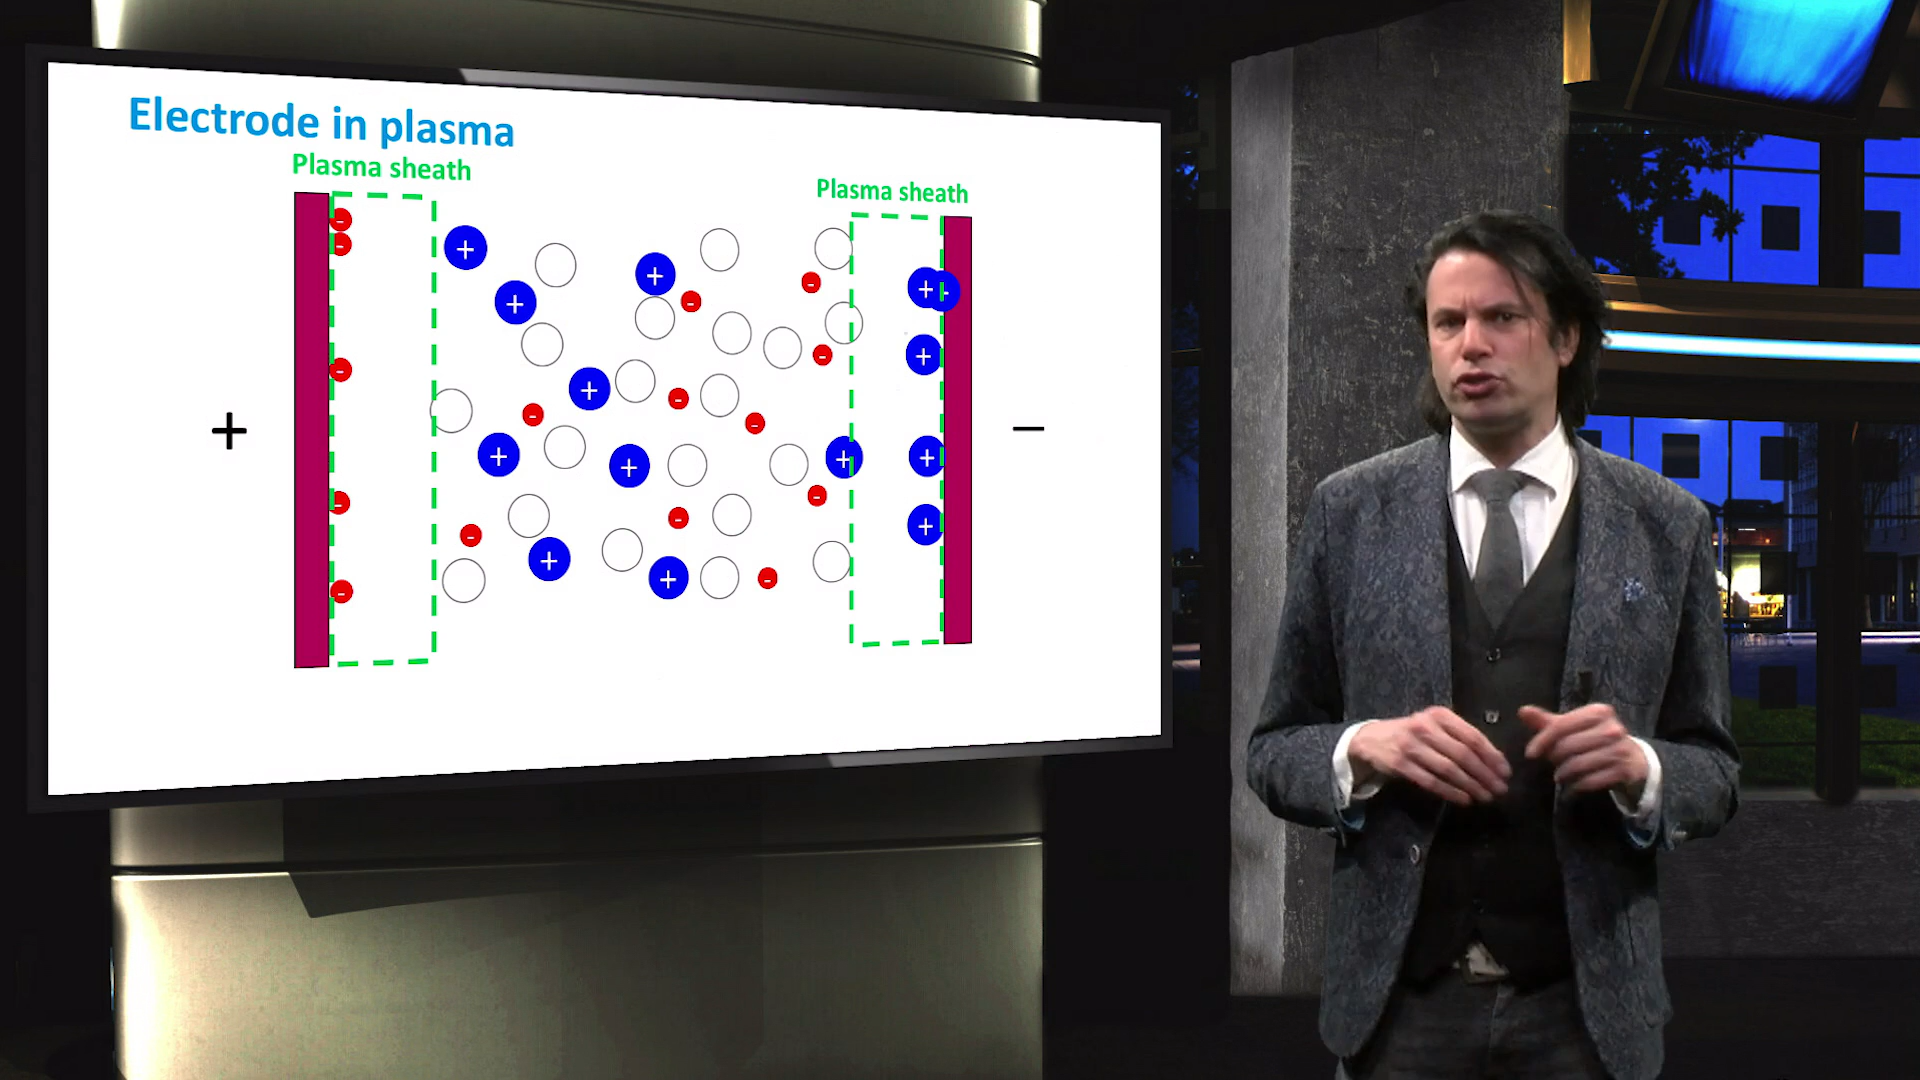 Electrode in plasma
Plasma sheath
Plasma sheath
+
−